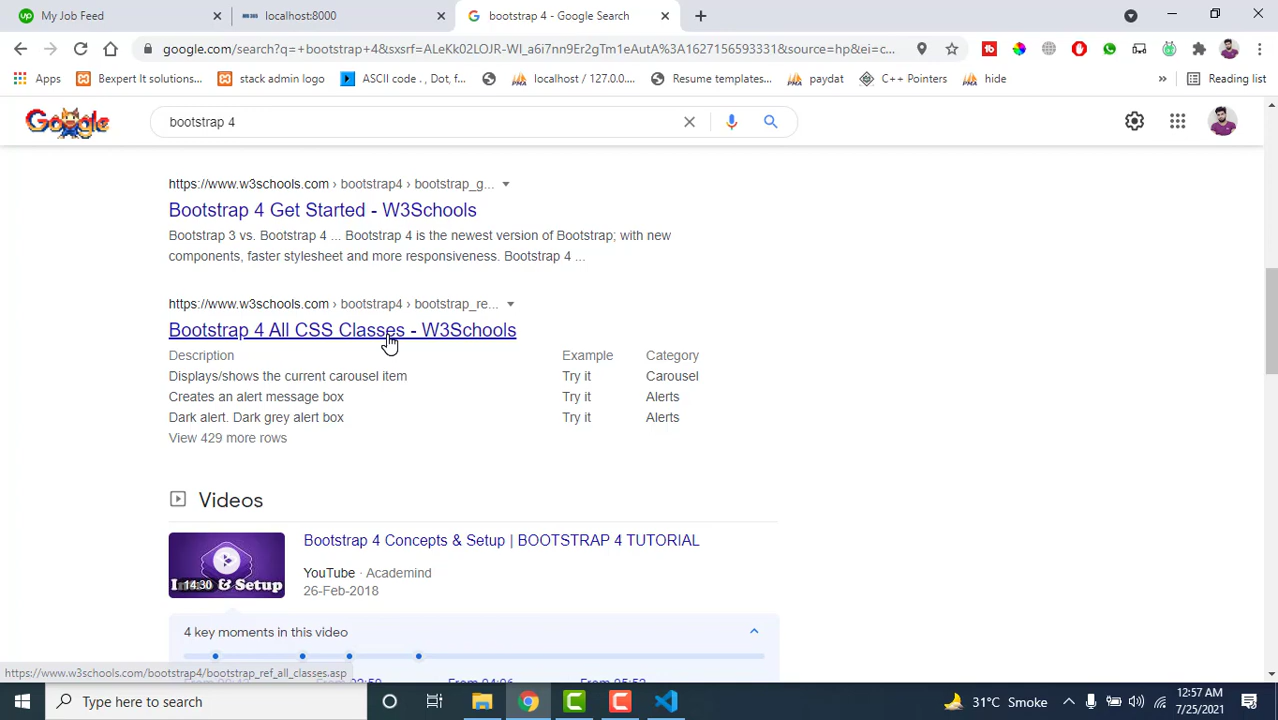 My Job Feed
localhost:8000
bootstrap 4 - Google Search
google.com/search?q=+bootstrap+4&sxsrf=ALeKk02LOJR-WI_a6i7nn9Er2gTm1eAutA%3A1627156593331&source=hp&ei=c...
Apps
Bexpert It solutions...
stack admin logo
ASCII code . , Dot, f...
localhost / 127.0.0....
Resume templates...
paydat
C++ Pointers
hide
»
Reading list
Google
bootstrap 4
https://www.w3schools.com › bootstrap4 › bootstrap_g...
Bootstrap 4 Get Started - W3Schools
Bootstrap 3 vs. Bootstrap 4 ... Bootstrap 4 is the newest version of Bootstrap; with new
components, faster stylesheet and more responsiveness. Bootstrap 4 ...
https://www.w3schools.com › bootstrap4 › bootstrap_re...
Bootstrap 4 All CSS Classes - W3Schools
Description Example Category
Displays/shows the current carousel item Try it Carousel
Creates an alert message box Try it Alerts
Dark alert. Dark grey alert box Try it Alerts
View 429 more rows
Videos
Bootstrap 4 Concepts & Setup | BOOTSTRAP 4 TUTORIAL
YouTube · Academind
26-Feb-2018
14:30
& Setup
4 key moments in this video
https://www.w3schools.com/bootstrap4/bootstrap_ref_all_classes.asp
Type here to search
31°C Smoke
12:57 AM
7/25/2021